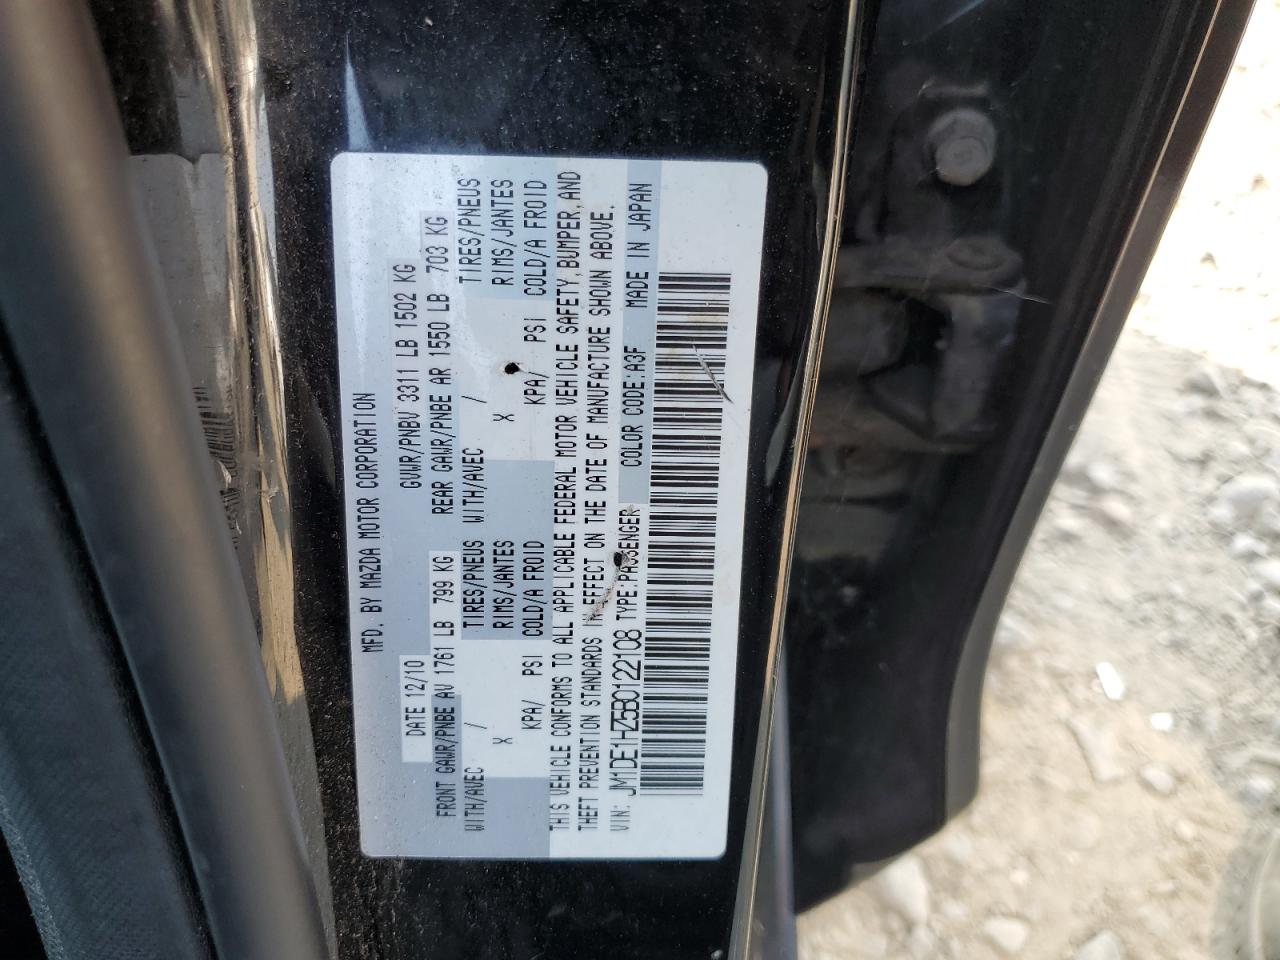 MFD. BY MAZDA MOTOR CORPORATION
DATE 12/10 GVWR/PNBV 3311 LB 1502 KG
FRONT GAWR/PNBE AV 1761 LB 799 KG REAR GAWR/PNBE AR 1550 LB 703 KG
WITH/AVEC / TIRES/PNEUS WITH/AVEC / TIRES/PNEUS
X RIMS/JANTES X RIMS/JANTES
KPA/ PSI COLD/A FROID KPA/ PSI COLD/A FROID
THIS VEHICLE CONFORMS TO ALL APPLICABLE FEDERAL MOTOR VEHICLE SAFETY, BUMPER, AND
THEFT PREVENTION STANDARDS IN EFFECT ON THE DATE OF MANUFACTURE SHOWN ABOVE.
VIN: JM1DE1HZ5B0122108 TYPE:PASSENGER COLOR CODE:A3F MADE IN JAPAN